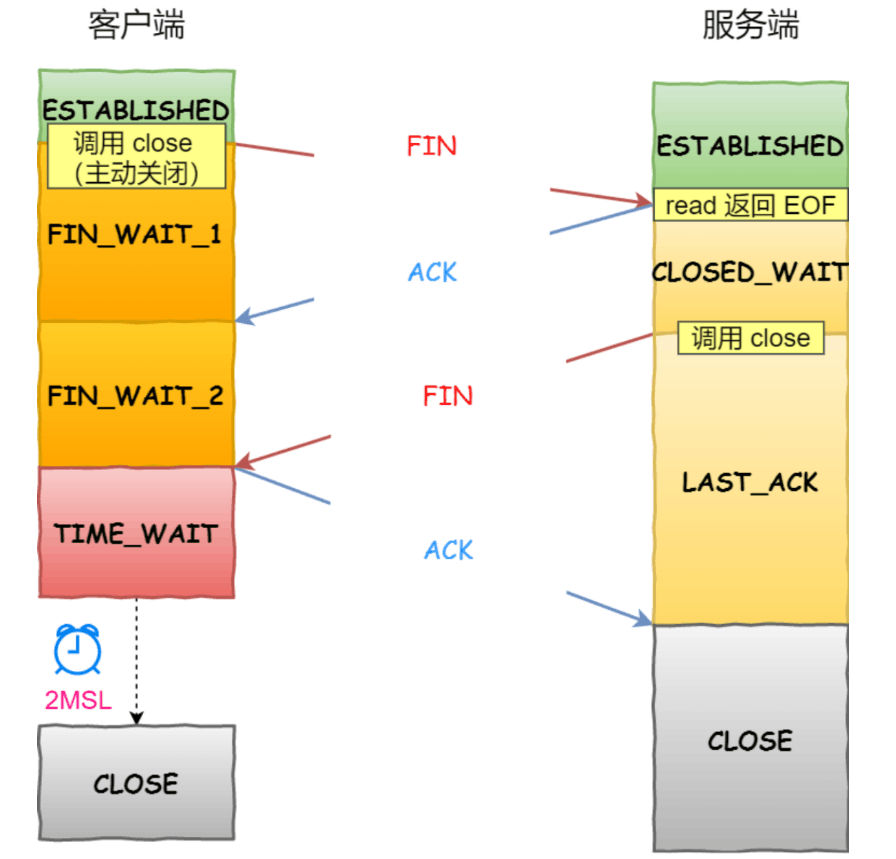 客户端
服务端
ESTABLISHED
调用 close
（主动关闭）
FIN
ESTABLISHED
read 返回 EOF
FIN_WAIT_1
ACK
CLOSED_WAIT
调用 close
FIN_WAIT_2
FIN
LAST_ACK
TIME_WAIT
ACK
2MSL
CLOSE
CLOSE